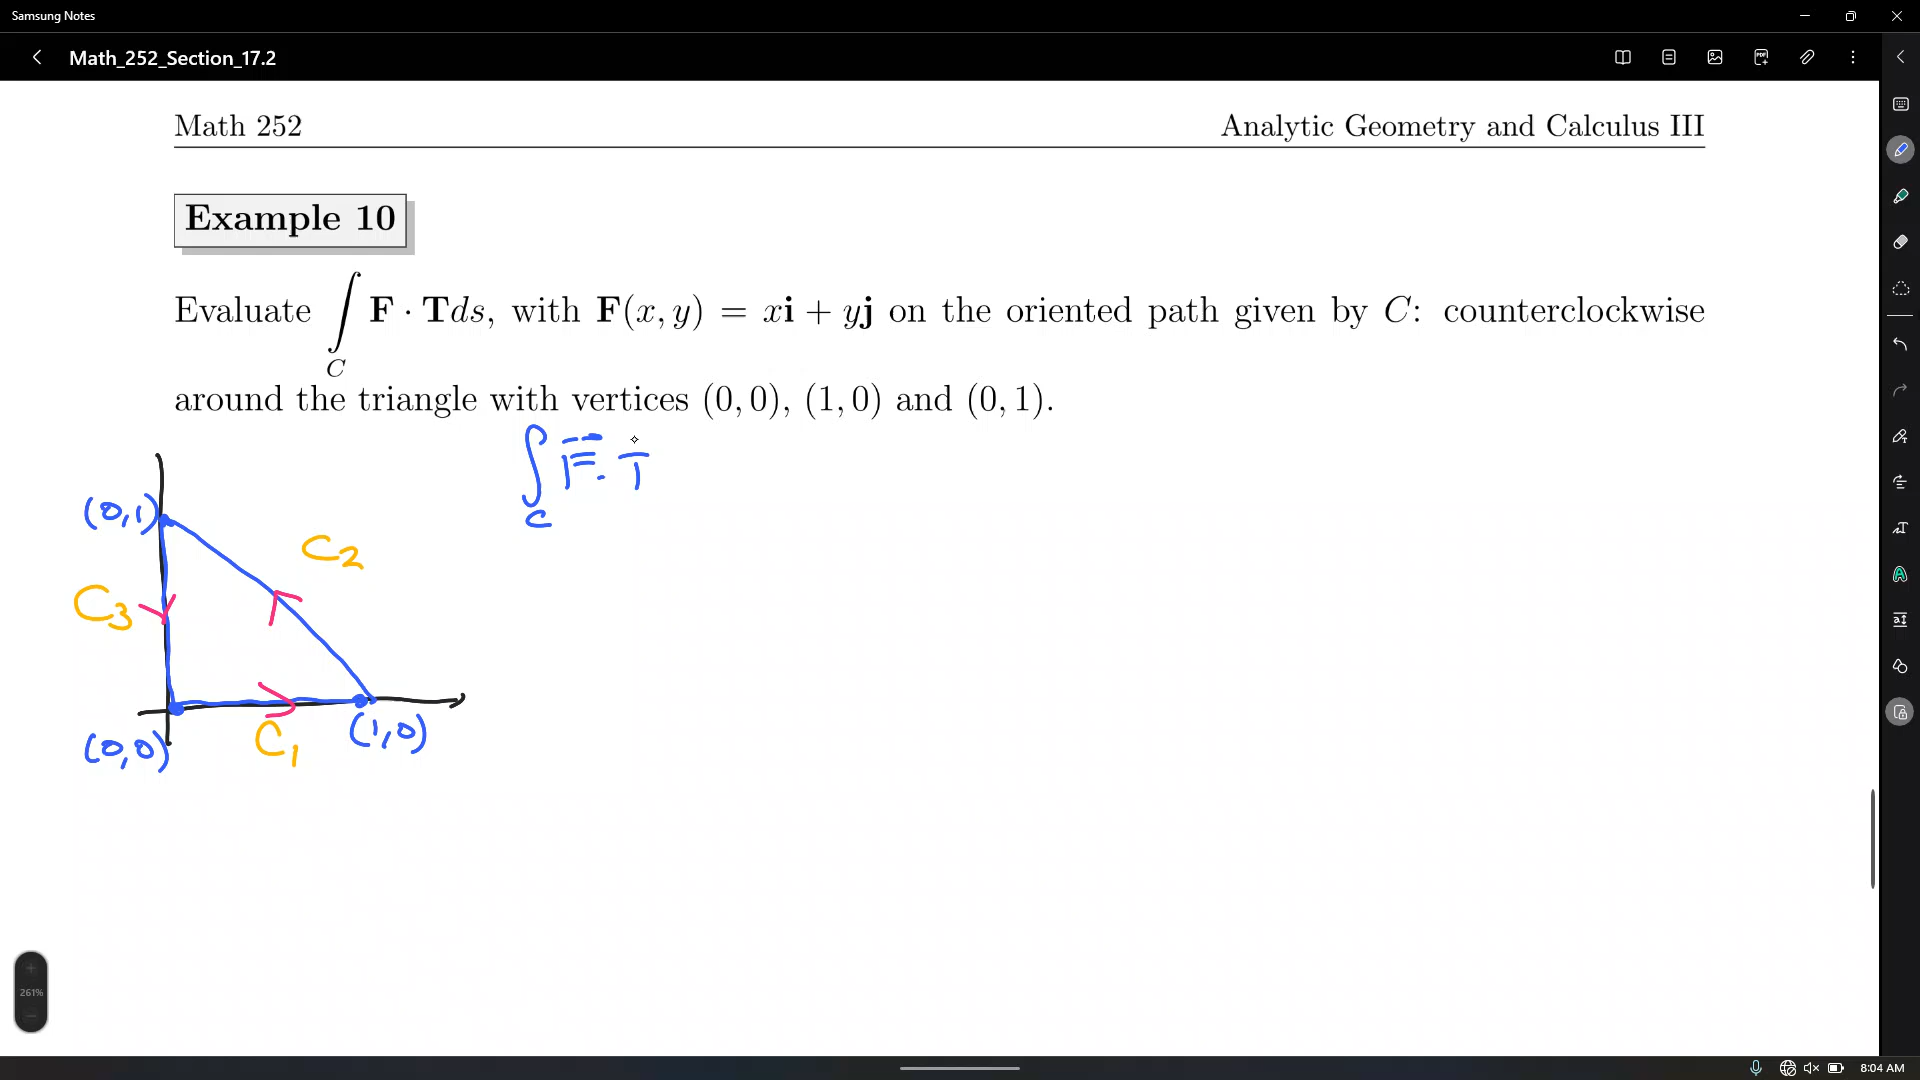 Samsung Notes
Math_252_Section_17.2
Math 252 Analytic Geometry and Calculus III
Example 10
Evaluate ∫_C F · Tds, with F(x, y) = xi + yj on the oriented path given by C: counterclockwise
around the triangle with vertices (0, 0), (1, 0) and (0, 1).
∫_C F · T
(0,1)
C2
C3
(0,0)
C1
(1,0)
261%
8:04 AM